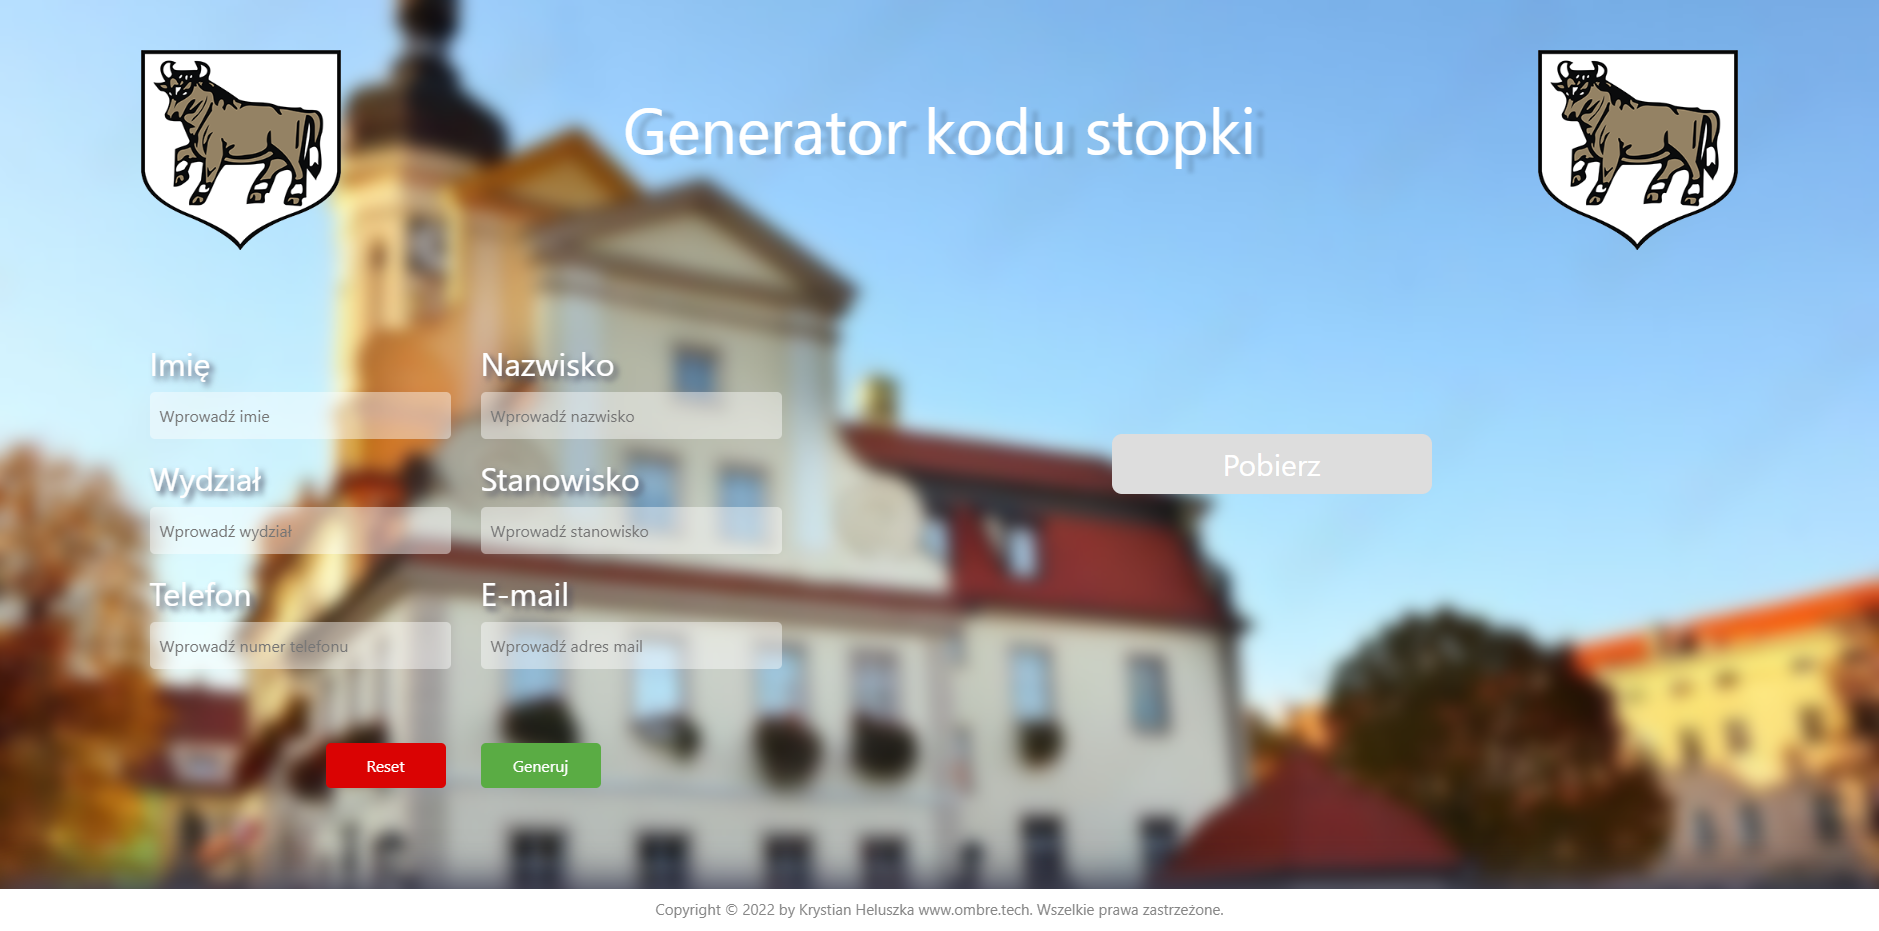 Generator kodu stopki
Imię
Nazwisko
Wprowadź imie
Wprowadź nazwisko
Wydział
Stanowisko
Wprowadź wydział
Wprowadź stanowisko
Pobierz
Telefon
E-mail
Wprowadź numer telefonu
Wprowadź adres mail
Reset
Generuj
Copyright © 2022 by Krystian Heluszka www.ombre.tech. Wszelkie prawa zastrzeżone.